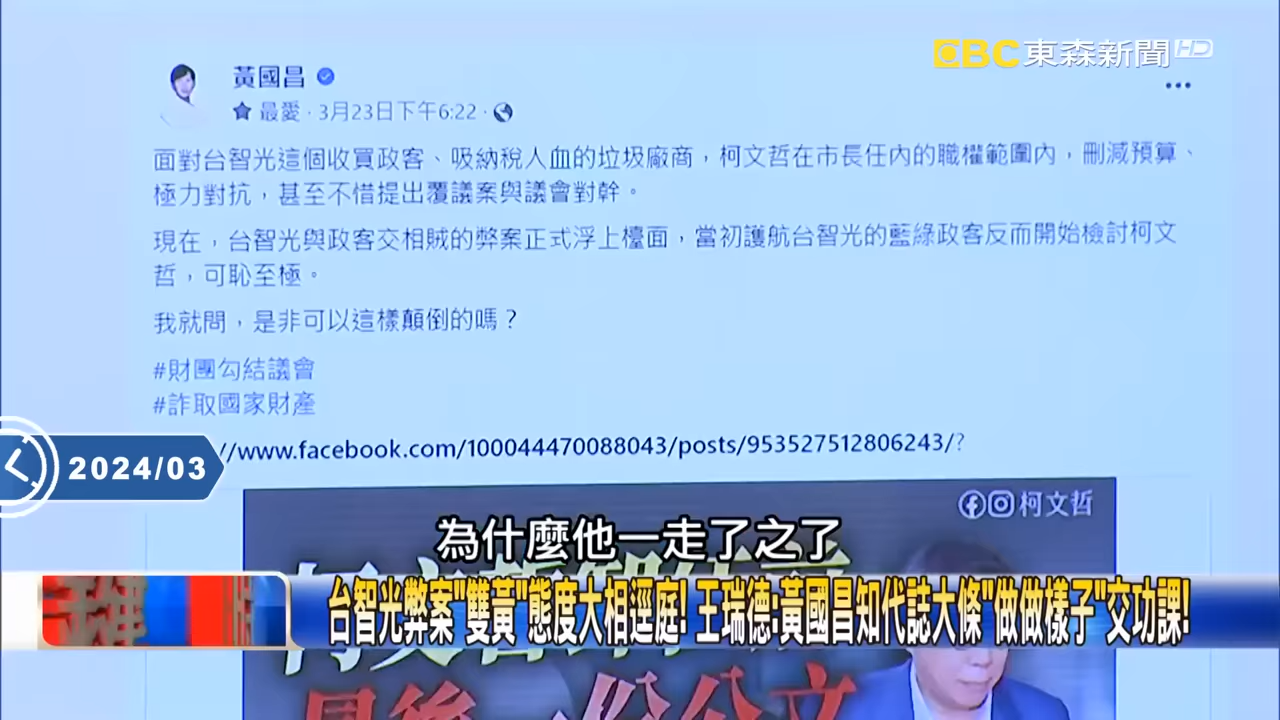 EBC 東森新聞 HD
黃國昌
最愛 · 3月23日下午6:22 ·
面對台智光這個收買政客、吸納稅人血的垃圾廠商，柯文哲在市長任內的職權範圍內，刪減預算、
極力對抗，甚至不惜提出覆議案與議會對幹。
現在，台智光與政客交相賊的弊案正式浮上檯面，當初護航台智光的藍綠政客反而開始檢討柯文
哲，可恥至極。
我就問，是非可以這樣顛倒的嗎？
#財團勾結議會
#詐取國家財產
//www.facebook.com/100044470088043/posts/953527512806243/?
2024/03
柯文哲
為什麼他一走了之了
台智光弊案"雙黃"態度大相逕庭! 王瑞德:黃國昌知代誌大條"做做樣子"交功課!
最後一份公文